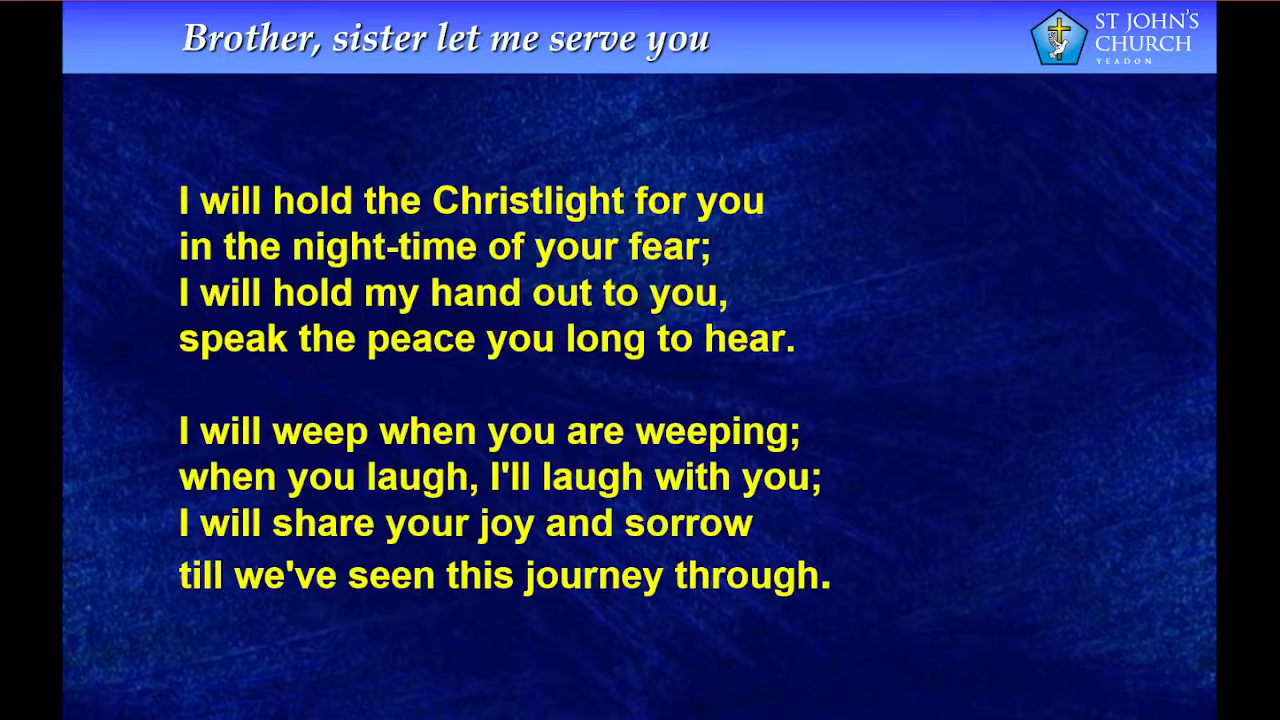 Brother, sister let me serve you
ST JOHN'S
CHURCH
YEADON
I will hold the Christlight for you
in the night-time of your fear;
I will hold my hand out to you,
speak the peace you long to hear.
I will weep when you are weeping;
when you laugh, I'll laugh with you;
I will share your joy and sorrow
till we've seen this journey through.